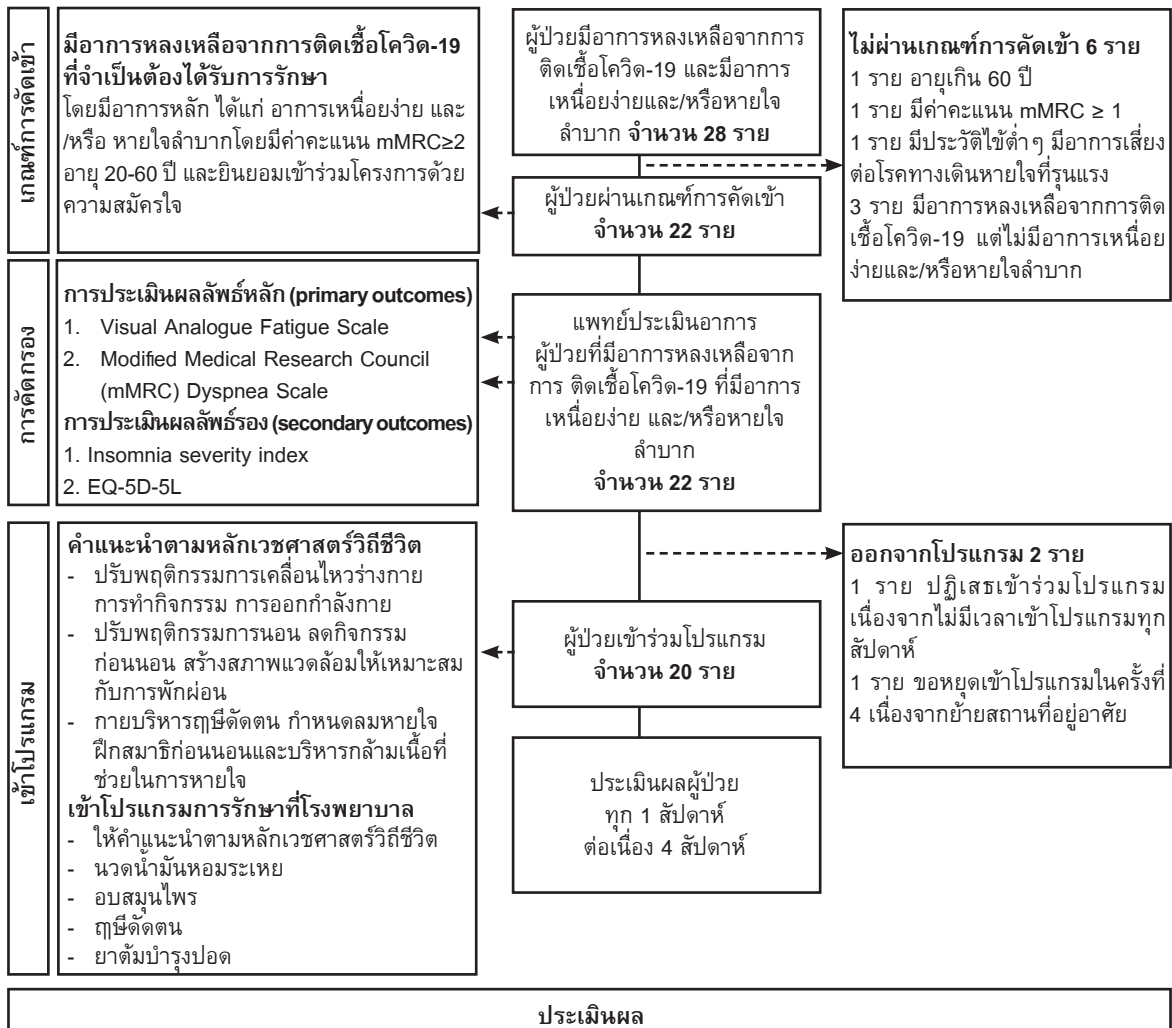 เกณฑ์การคัดเข้า
มีอาการหลงเหลือจากการติดเชื้อโควิด-19
ที่จำเป็นต้องได้รับการรักษา
โดยมีอาการหลัก ได้แก่ อาการเหนื่อยง่าย และ
/หรือ หายใจลำบากโดยมีค่าคะแนน mMRC≥2
อายุ 20-60 ปี และยินยอมเข้าร่วมโครงการด้วย
ความสมัครใจ
ผู้ป่วยมีอาการหลงเหลือจากการ
ติดเชื้อโควิด-19 และมีอาการ
เหนื่อยง่ายและ/หรือหายใจ
ลำบาก จำนวน 28 ราย
ผู้ป่วยผ่านเกณฑ์การคัดเข้า
จำนวน 22 ราย
ไม่ผ่านเกณฑ์การคัดเข้า 6 ราย
1 ราย อายุเกิน 60 ปี
1 ราย มีค่าคะแนน mMRC ≥ 1
1 ราย มีประวัติไข้ต่ำๆ มีอาการเสี่ยง
ต่อโรคทางเดินหายใจที่รุนแรง
3 ราย มีอาการหลงเหลือจากการติด
เชื้อโควิด-19 แต่ไม่มีอาการเหนื่อย
ง่ายและ/หรือหายใจลำบาก
การคัดกรอง
การประเมินผลลัพธ์หลัก (primary outcomes)
1. Visual Analogue Fatigue Scale
2. Modified Medical Research Council
(mMRC) Dyspnea Scale
การประเมินผลลัพธ์รอง (secondary outcomes)
1. Insomnia severity index
2. EQ-5D-5L
แพทย์ประเมินอาการ
ผู้ป่วยที่มีอาการหลงเหลือจาก
การ ติดเชื้อโควิด-19 ที่มีอาการ
เหนื่อยง่าย และ/หรือหายใจ
ลำบาก
จำนวน 22 ราย
เข้าโปรแกรม
คำแนะนำตามหลักเวชศาสตร์วิถีชีวิต
- ปรับพฤติกรรมการเคลื่อนไหวร่างกาย
การทำกิจกรรม การออกกำลังกาย
- ปรับพฤติกรรมการนอน ลดกิจกรรม
ก่อนนอน สร้างสภาพแวดล้อมให้เหมาะสม
กับการพักผ่อน
- กายบริหารฤๅษีดัดตน กำหนดลมหายใจ
ฝึกสมาธิก่อนนอนและบริหารกล้ามเนื้อที่
ช่วยในการหายใจ
เข้าโปรแกรมการรักษาที่โรงพยาบาล
- ให้คำแนะนำตามหลักเวชศาสตร์วิถีชีวิต
- นวดน้ำมันหอมระเหย
- อบสมุนไพร
- ฤๅษีดัดตน
- ยาต้มบำรุงปอด
ผู้ป่วยเข้าร่วมโปรแกรม
จำนวน 20 ราย
ประเมินผลผู้ป่วย
ทุก 1 สัปดาห์
ต่อเนื่อง 4 สัปดาห์
ออกจากโปรแกรม 2 ราย
1 ราย ปฏิเสธเข้าร่วมโปรแกรม
เนื่องจากไม่มีเวลาเข้าโปรแกรมทุก
สัปดาห์
1 ราย ขอหยุดเข้าโปรแกรมในครั้งที่
4 เนื่องจากย้ายสถานที่อยู่อาศัย
ประเมินผล